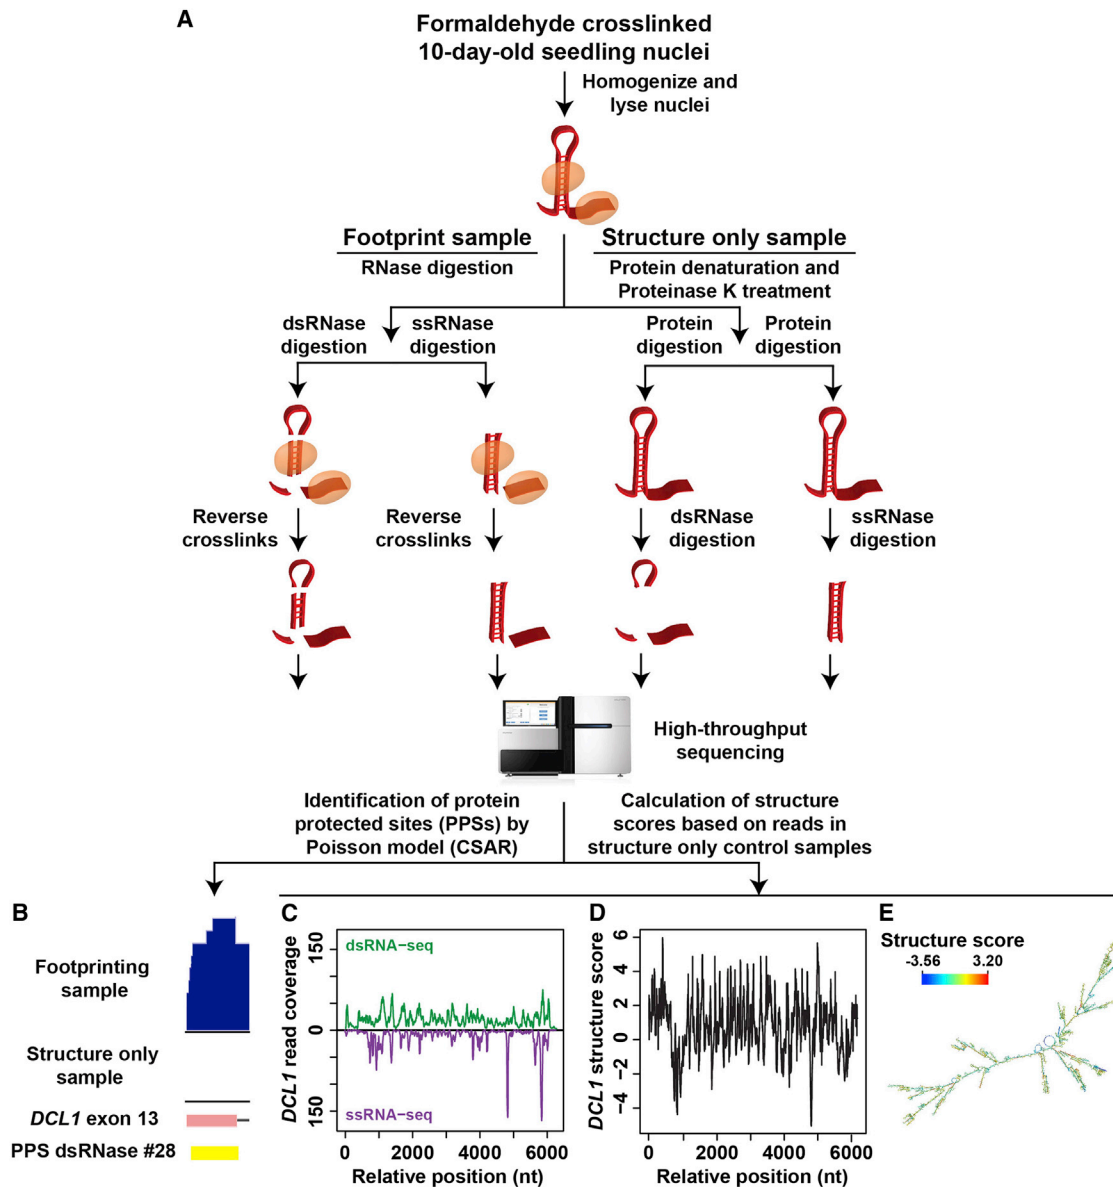 A
Formaldehyde crosslinked
10-day-old seedling nuclei
Homogenize and
lyse nuclei
Footprint sample
RNase digestion
Structure only sample
Protein denaturation and
Proteinase K treatment
dsRNase
digestion
ssRNase
digestion
Protein
digestion
Protein
digestion
Reverse
crosslinks
Reverse
crosslinks
dsRNase
digestion
ssRNase
digestion
High-throughput
sequencing
Identification of protein
protected sites (PPSs) by
Poisson model (CSAR)
Calculation of structure
scores based on reads in
structure only control samples
B
Footprinting
sample
Structure only
sample
DCL1 exon 13
PPS dsRNase #28
C
DCL1 read coverage
150
0
150
dsRNA−seq
ssRNA−seq
0 2000 4000 6000
Relative position (nt)
D
DCL1 structure score
6
4
2
0
−2
−4
0 2000 4000 6000
Relative position (nt)
E
Structure score
-3.56 3.20